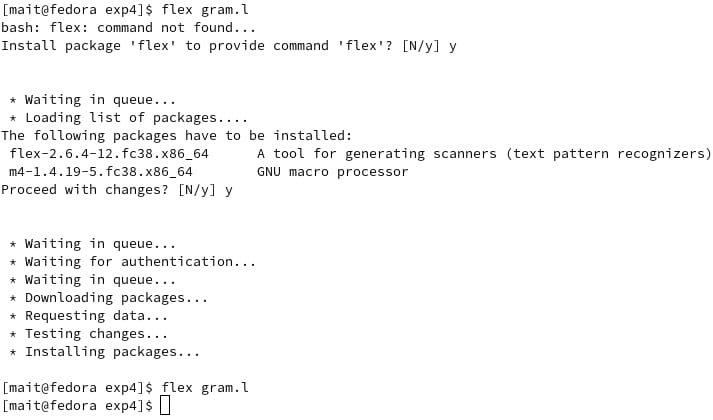 [mait@fedora exp4]$ flex gram.l
bash: flex: command not found...
Install package 'flex' to provide command 'flex'? [N/y] y
* Waiting in queue...
* Loading list of packages....
The following packages have to be installed:
flex-2.6.4-12.fc38.x86_64 A tool for generating scanners (text pattern recognizers)
m4-1.4.19-5.fc38.x86_64 GNU macro processor
Proceed with changes? [N/y] y
* Waiting in queue...
* Waiting for authentication...
* Waiting in queue...
* Downloading packages...
* Requesting data...
* Testing changes...
* Installing packages...
[mait@fedora exp4]$ flex gram.l
[mait@fedora exp4]$